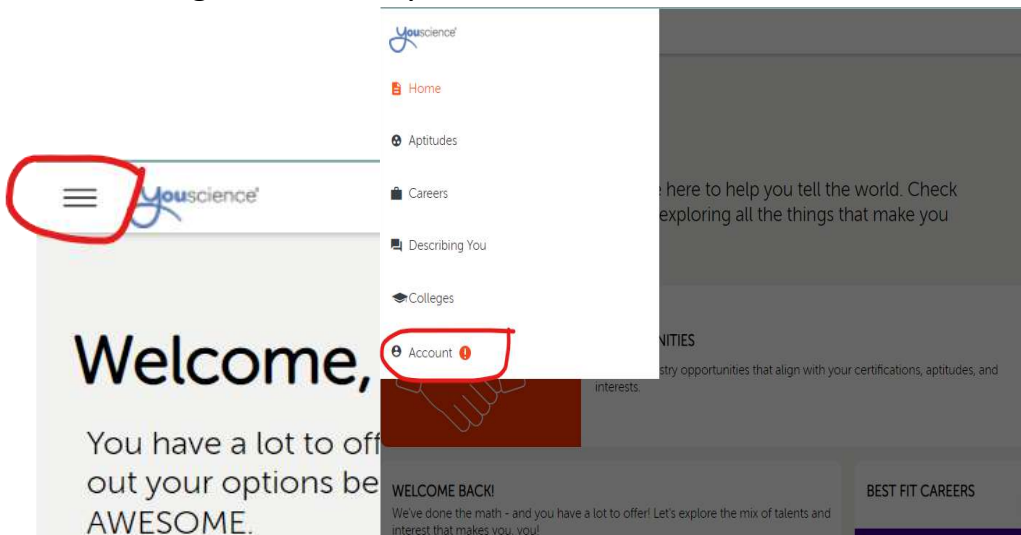 Youscience®
Home
Aptitudes
Careers
Describing You
Colleges
Account
Youscience®
Welcome,
You have a lot to off
out your options be
AWESOME.
here to help you tell the world. Check
exploring all the things that make you
NITIES
stry opportunities that align with your certifications, aptitudes, and
interests.
WELCOME BACK!
We've done the math - and you have a lot to offer! Let's explore the mix of talents and
interest that makes you, you!
BEST FIT CAREERS